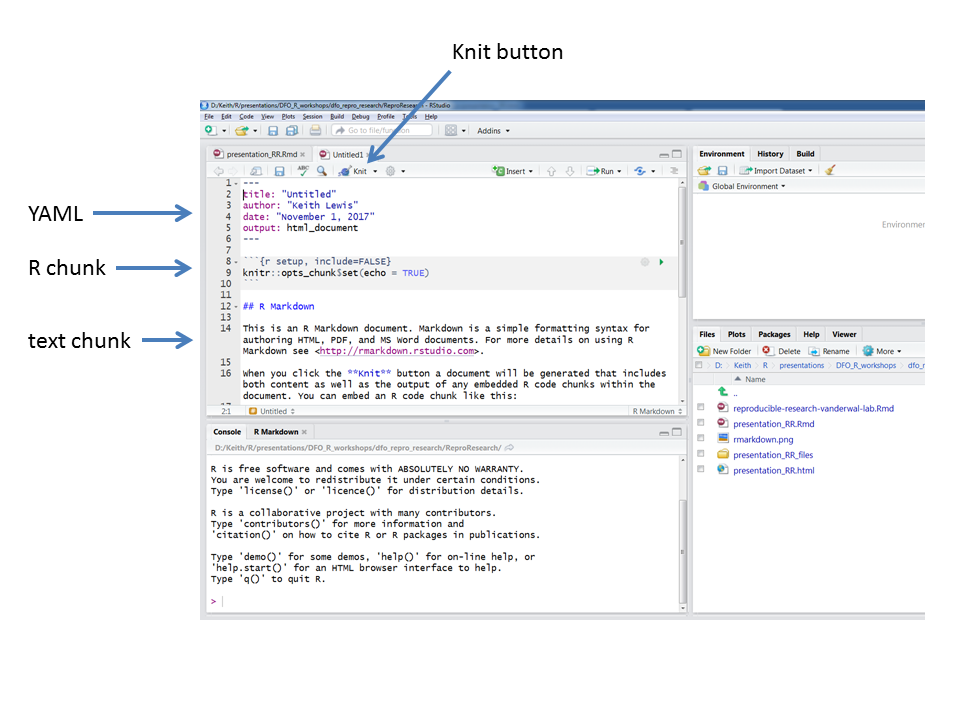 Knit button
YAML
R chunk
text chunk
D:/Keith/R/presentations/DFO_R_workshops/dfo_repro_research/ReproResearch - RStudio
File Edit Code View Plots Session Build Debug Profile Tools Help
Go to file/function Addins
presentation_RR.Rmd Untitled1
ABC Knit Insert Run
1 ---
2 title: "Untitled"
3 author: "Keith Lewis"
4 date: "November 1, 2017"
5 output: html_document
6 ---
7
8 ```{r setup, include=FALSE}
9 knitr::opts_chunk$set(echo = TRUE)
10 ```
11
12 ## R Markdown
13
14 This is an R Markdown document. Markdown is a simple formatting syntax for
authoring HTML, PDF, and MS Word documents. For more details on using R
Markdown see <http://rmarkdown.rstudio.com>.
15
16 When you click the **Knit** button a document will be generated that includes
both content as well as the output of any embedded R code chunks within the
document. You can embed an R code chunk like this:
2:1 Untitled R Markdown
Console R Markdown
D:/Keith/R/presentations/DFO_R_workshops/dfo_repro_research/ReproResearch/
R is free software and comes with ABSOLUTELY NO WARRANTY.
You are welcome to redistribute it under certain conditions.
Type 'license()' or 'licence()' for distribution details.
R is a collaborative project with many contributors.
Type 'contributors()' for more information and
'citation()' on how to cite R or R packages in publications.
Type 'demo()' for some demos, 'help()' for on-line help, or
'help.start()' for an HTML browser interface to help.
Type 'q()' to quit R.
>
Environment History Build
Import Dataset
Global Environment
Environmen
Files Plots Packages Help Viewer
New Folder Delete Rename More
D: Keith R presentations DFO_R_workshops dfo_r
Name
..
reproducible-research-vanderwal-lab.Rmd
presentation_RR.Rmd
rmarkdown.png
presentation_RR_files
presentation_RR.html